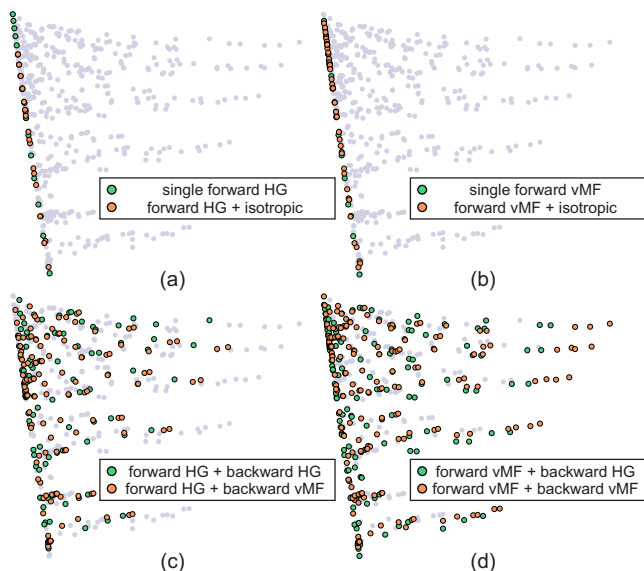 single forward HG
forward HG + isotropic
(a)
single forward vMF
forward vMF + isotropic
(b)
forward HG + backward HG
forward HG + backward vMF
(c)
forward vMF + backward HG
forward vMF + backward vMF
(d)